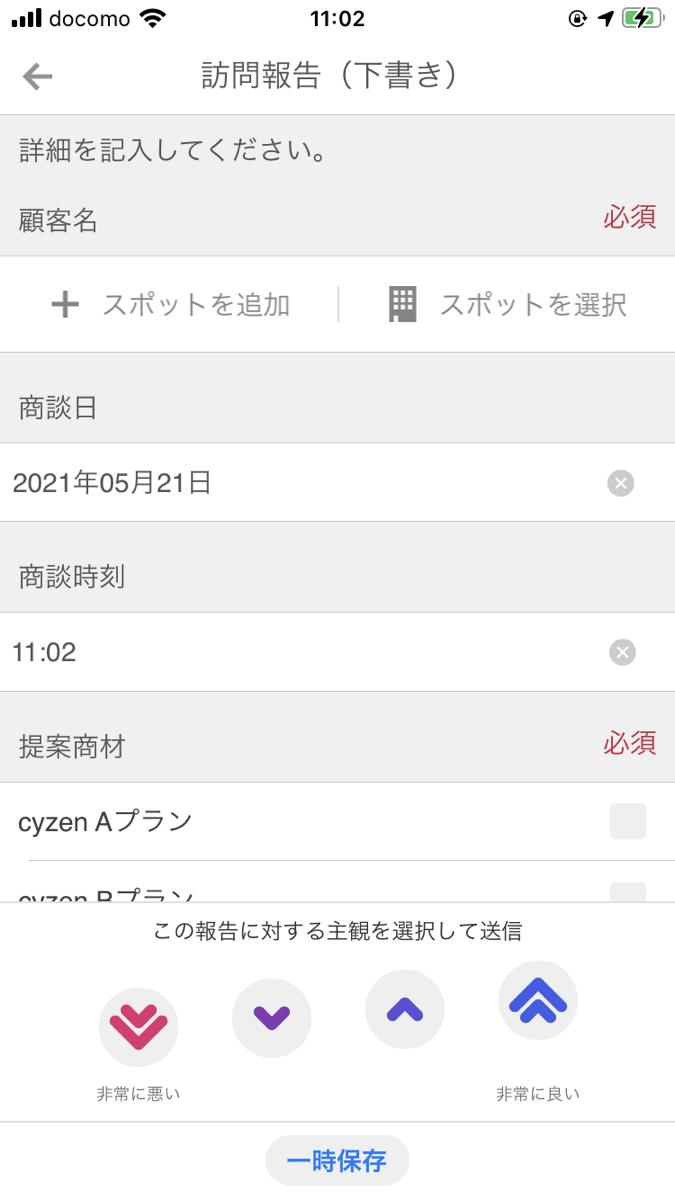 docomo 11:02
訪問報告（下書き）
詳細を記入してください。
顧客名 必須
スポットを追加 スポットを選択
商談日
2021年05月21日
商談時刻
11:02
提案商材 必須
cyzen Aプラン
cyzen Bプラン
この報告に対する主観を選択して送信
非常に悪い 非常に良い
一時保存